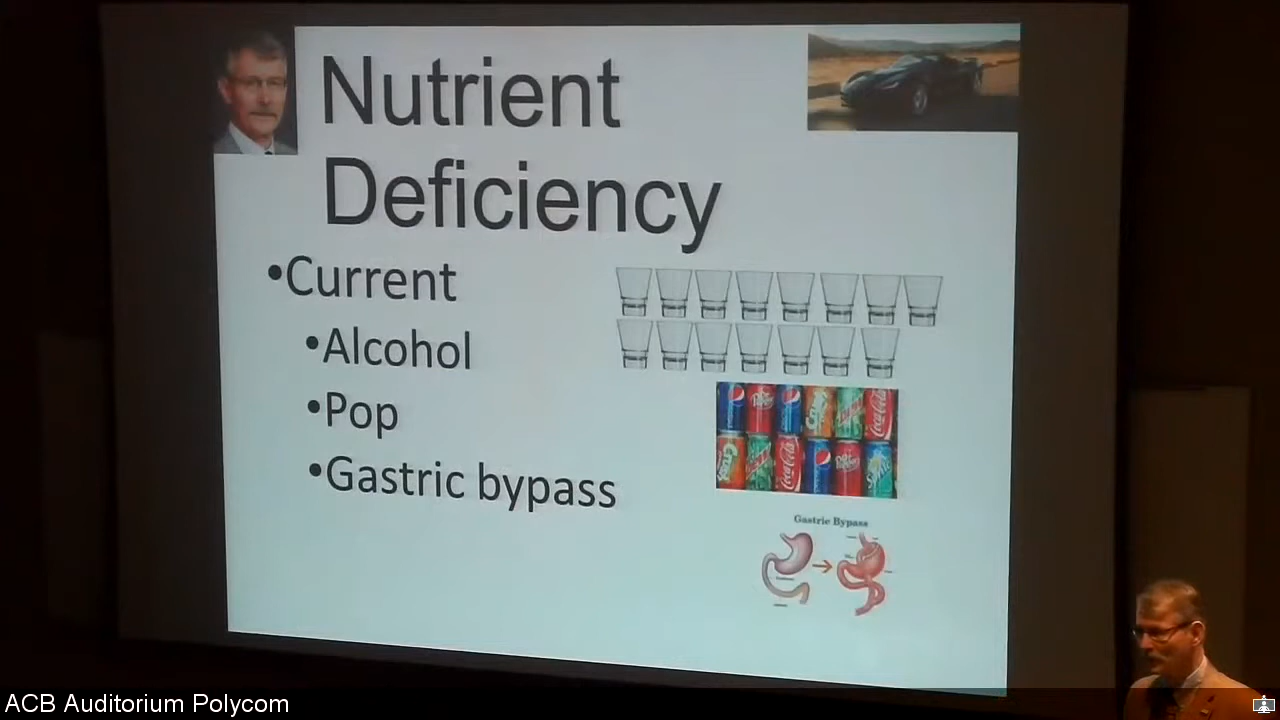 Nutrient
Deficiency
•Current
•Alcohol
•Pop
•Gastric bypass
Gastric Bypass
ACB Auditorium Polycom